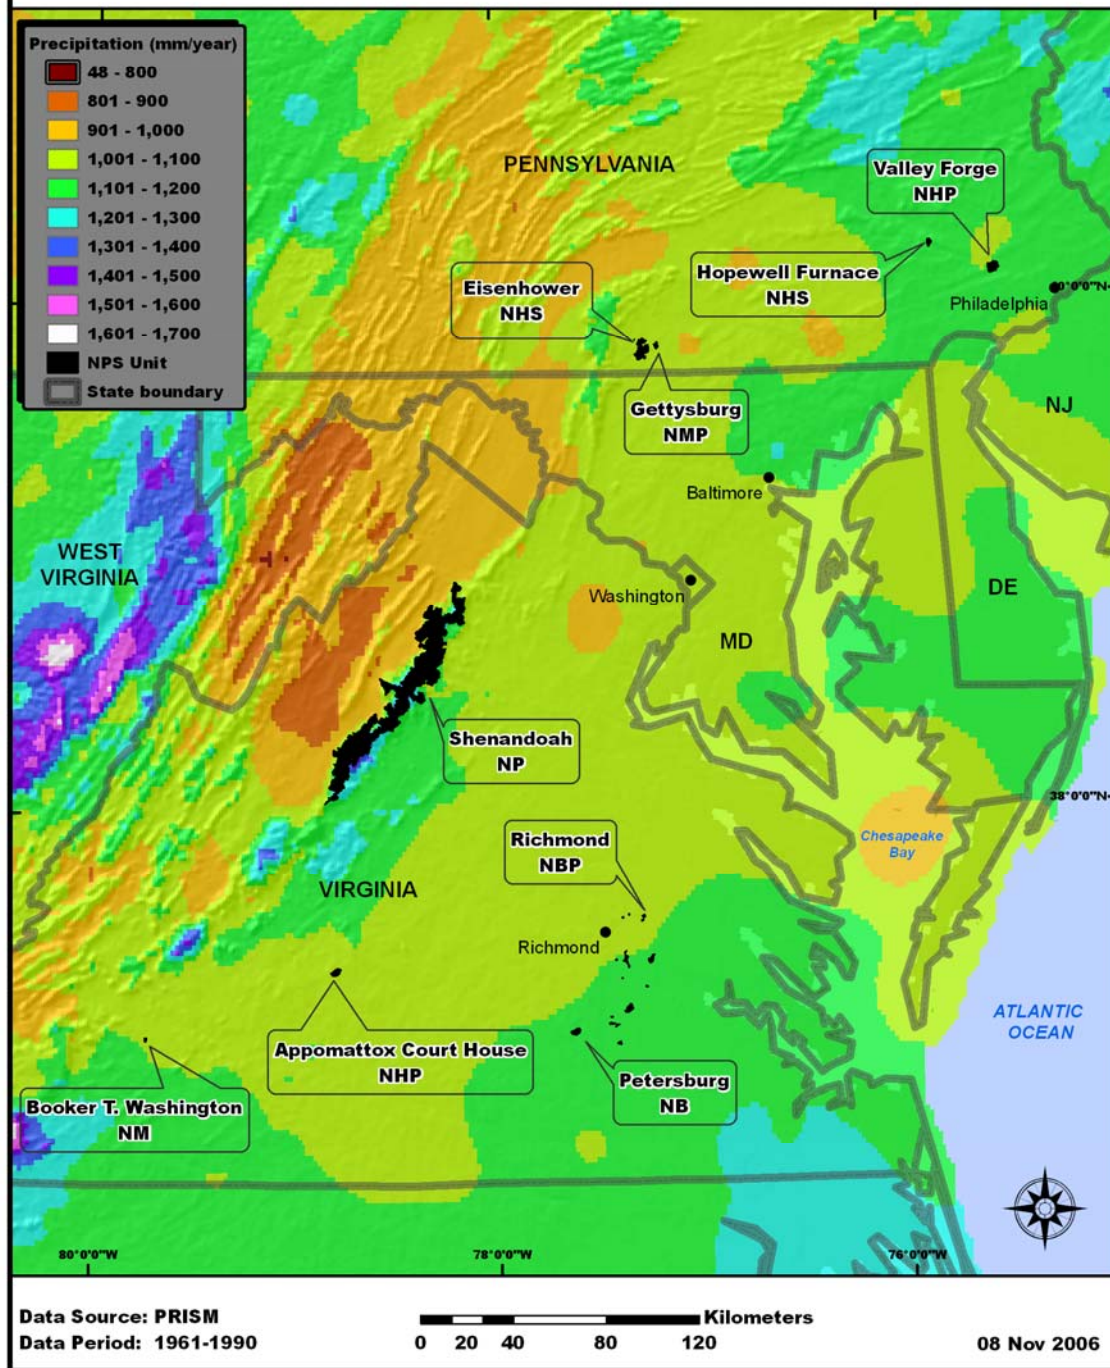 Precipitation (mm/year)
48 - 800
801 - 900
901 - 1,000
1,001 - 1,100
1,101 - 1,200
1,201 - 1,300
1,301 - 1,400
1,401 - 1,500
1,501 - 1,600
1,601 - 1,700
NPS Unit
State boundary
PENNSYLVANIA
Valley Forge
NHP
Hopewell Furnace
NHS
Eisenhower
NHS
0°0'0"N
Philadelphia
Gettysburg
NMP
NJ
Baltimore
WEST
VIRGINIA
Washington
DE
MD
Shenandoah
NP
38°0'0"N
Chesapeake
Bay
Richmond
NBP
VIRGINIA
Richmond
ATLANTIC
OCEAN
Appomattox Court House
NHP
Petersburg
NB
Booker T. Washington
NM
80°0'0"W
78°0'0"W
76°0'0"W
Data Source: PRISM
Data Period: 1961-1990
Kilometers
0 20 40 80 120
08 Nov 2006